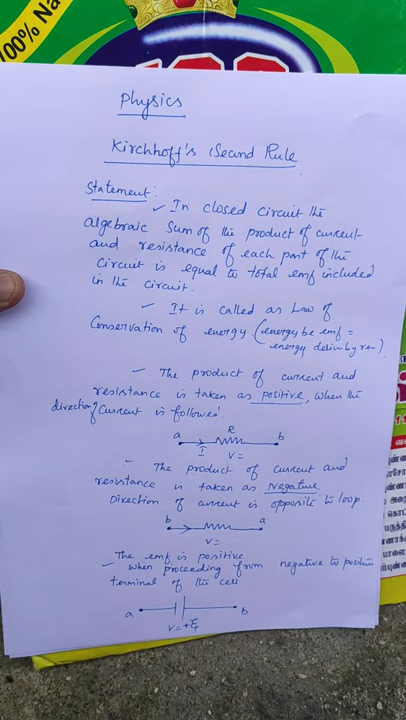 100% Na
Physics
Kirchhoff's Second Rule
Statement:
✓ In closed circuit the
algebraic sum of the product of current
and resistance of each part of the
circuit is equal to total emf included
in the circuit.
✓ It is called as Law of
Conservation of energy (energy be emf =
energy delin by ren)
✓ The product of current and
resistance is taken as positive, when the
direction of current is followed.
R
a b
I V=
The product of current and
resistance is taken as Negature
Direction of current is opposite to loop.
b a
V=
The emf is positive
✓ when proceeding from negative to positive
terminal of the cell
a b
V=+ξ